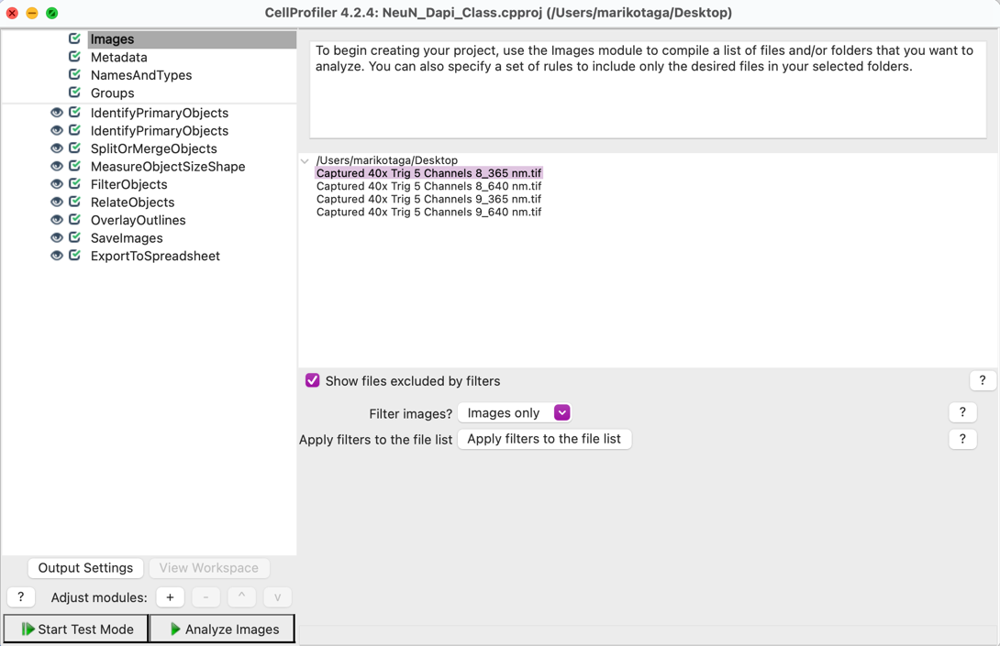 CellProfiler 4.2.4: NeuN_Dapi_Class.cpproj (/Users/marikotaga/Desktop)
Images
Metadata
NamesAndTypes
Groups
IdentifyPrimaryObjects
IdentifyPrimaryObjects
SplitOrMergeObjects
MeasureObjectSizeShape
FilterObjects
RelateObjects
OverlayOutlines
SaveImages
ExportToSpreadsheet
Output Settings
View Workspace
?
Adjust modules:
+
-
^
v
Start Test Mode
Analyze Images
To begin creating your project, use the Images module to compile a list of files and/or folders that you want to
analyze. You can also specify a set of rules to include only the desired files in your selected folders.
/Users/marikotaga/Desktop
Captured 40x Trig 5 Channels 8_365 nm.tif
Captured 40x Trig 5 Channels 8_640 nm.tif
Captured 40x Trig 5 Channels 9_365 nm.tif
Captured 40x Trig 5 Channels 9_640 nm.tif
Show files excluded by filters
?
Filter images?
Images only
?
Apply filters to the file list
Apply filters to the file list
?